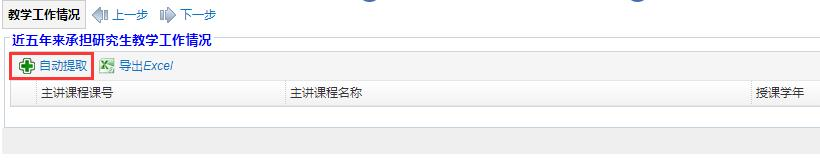 教学工作情况 上一步 下一步
近五年来承担研究生教学工作情况
自动提取 导出Excel
主讲课程课号 主讲课程名称 授课学年